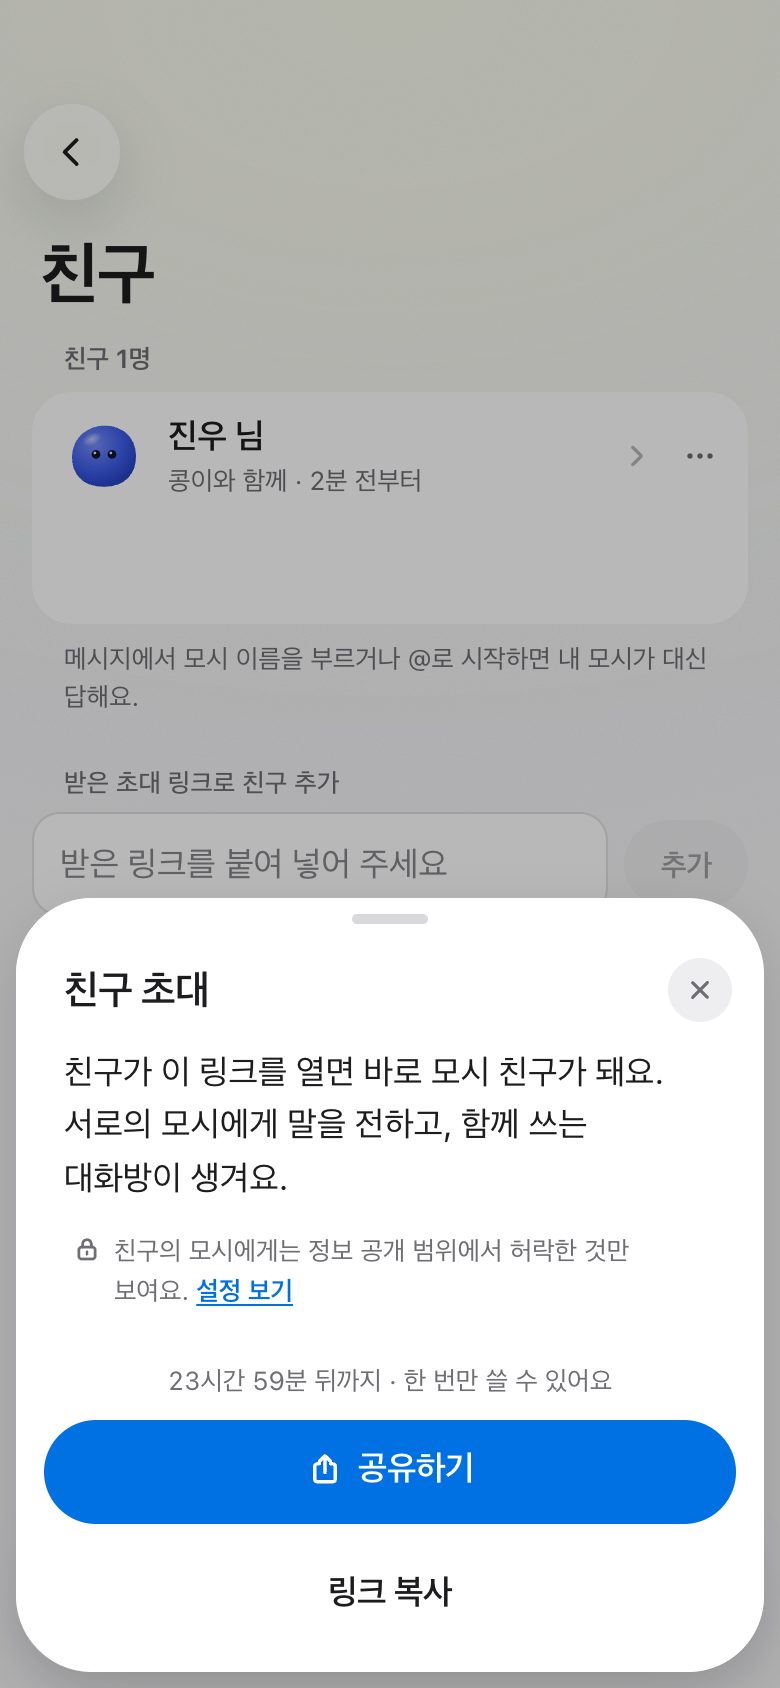 친구
친구 1명
진우 님
콩이와 함께 · 2분 전부터
메시지에서 모시 이름을 부르거나 @로 시작하면 내 모시가 대신
답해요.
받은 초대 링크로 친구 추가
받은 링크를 붙여 넣어 주세요
추가
친구 초대
친구가 이 링크를 열면 바로 모시 친구가 돼요.
서로의 모시에게 말을 전하고, 함께 쓰는
대화방이 생겨요.
친구의 모시에게는 정보 공개 범위에서 허락한 것만
보여요. 설정 보기
23시간 59분 뒤까지 · 한 번만 쓸 수 있어요
공유하기
링크 복사